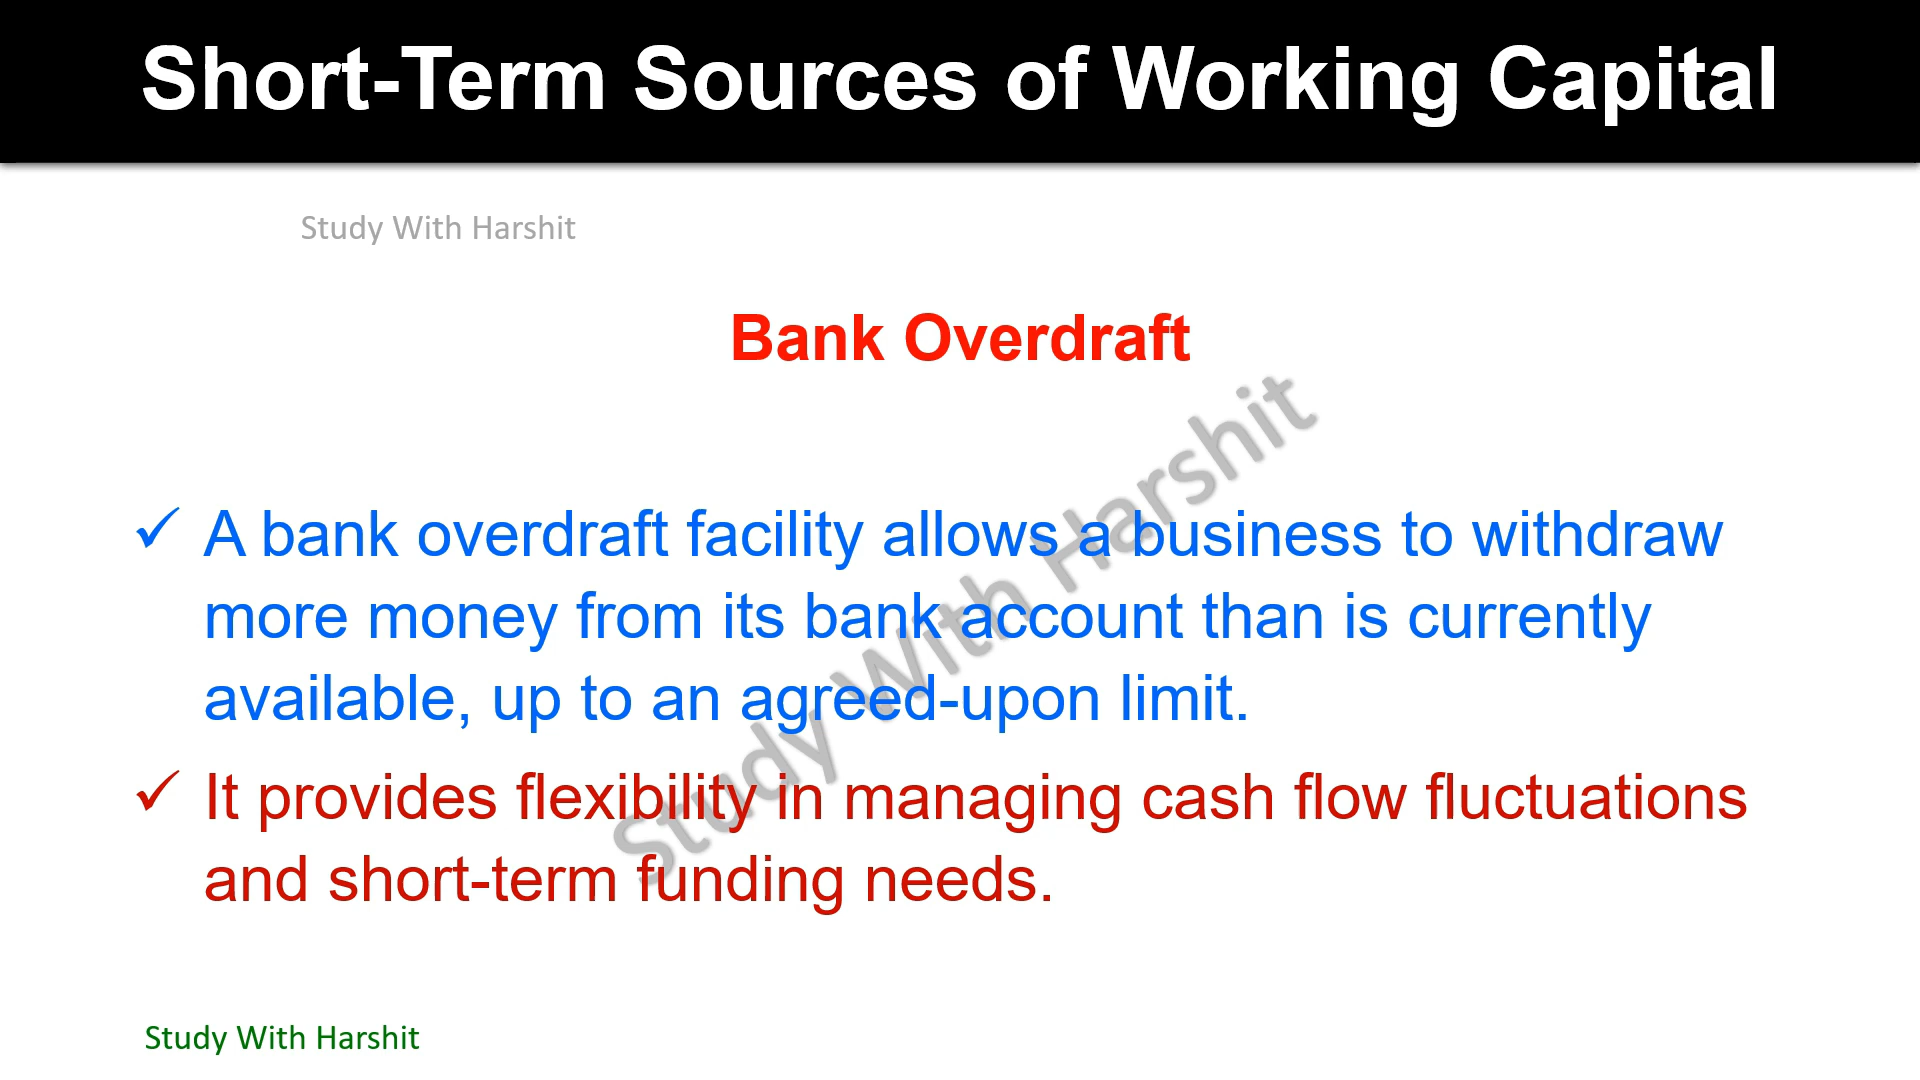 Short-Term Sources of Working Capital
Study With Harshit
Bank Overdraft
✓ A bank overdraft facility allows a business to withdraw
more money from its bank account than is currently
available, up to an agreed-upon limit.
✓ It provides flexibility in managing cash flow fluctuations
and short-term funding needs.
Study With Harshit
Study With Harshit